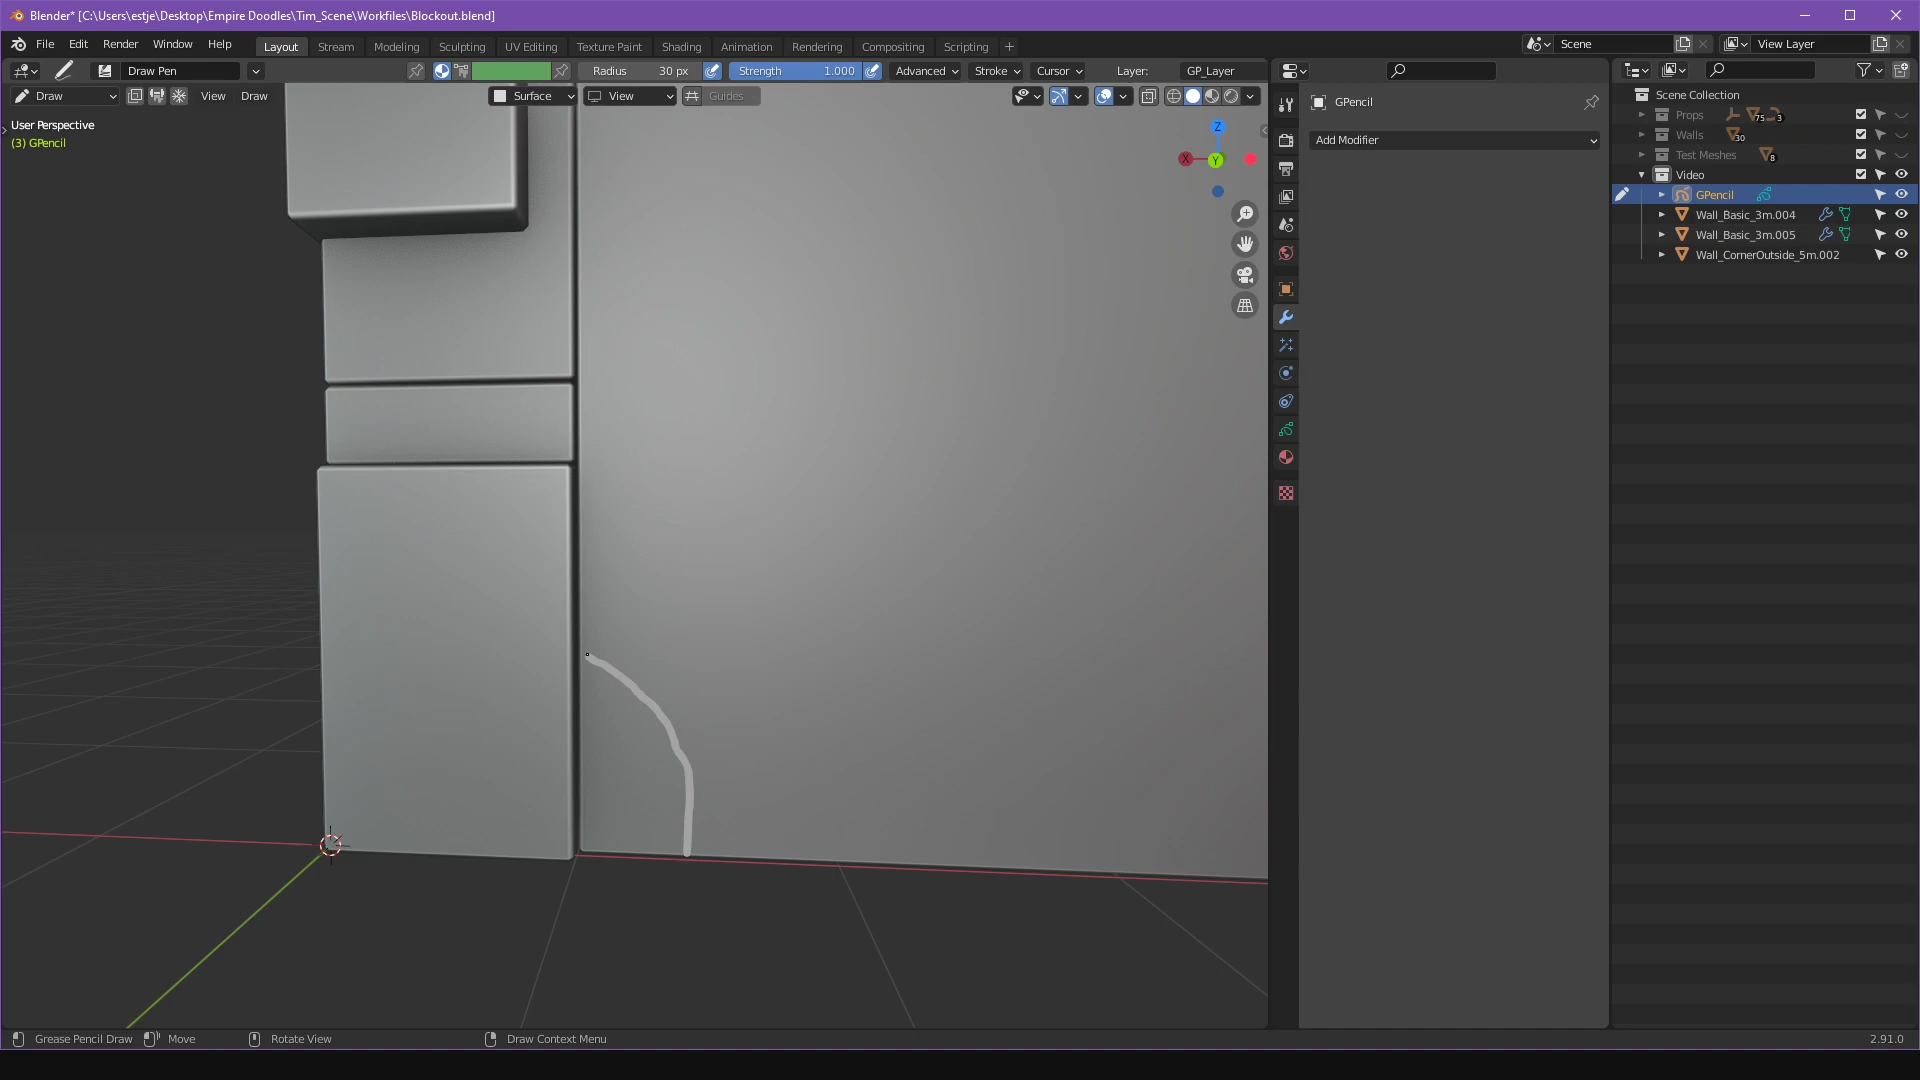 Blender* [C:\Users\estje\Desktop\Empire Doodles\Tim_Scene\Workfiles\Blockout.blend]
File Edit Render Window Help Layout Stream Modeling Sculpting UV Editing Texture Paint Shading Animation Rendering Compositing Scripting + Scene View Layer
Draw Pen Radius 30 px Strength 1.000 Advanced Stroke Cursor Layer: GP_Layer
Draw View Draw Surface View Guides
User Perspective
(3) GPencil
Z
X
Y
GPencil
Add Modifier
Scene Collection
Props 75 3
Walls 30
Test Meshes 8
Video
GPencil
Wall_Basic_3m.004
Wall_Basic_3m.005
Wall_CornerOutside_5m.002
Grease Pencil Draw Move Rotate View Draw Context Menu 2.91.0